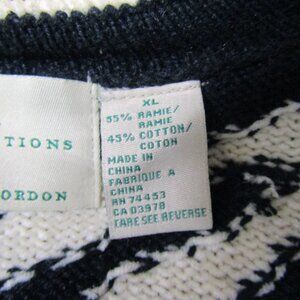 TIONS
ORDON
XL
55% RAMIE/
RAMIE
45% COTTON/
COTON
MADE IN
CHINA
FABRIQUE A
CHINA
RN 74453
CA 03978
CARE SEE REVERSE